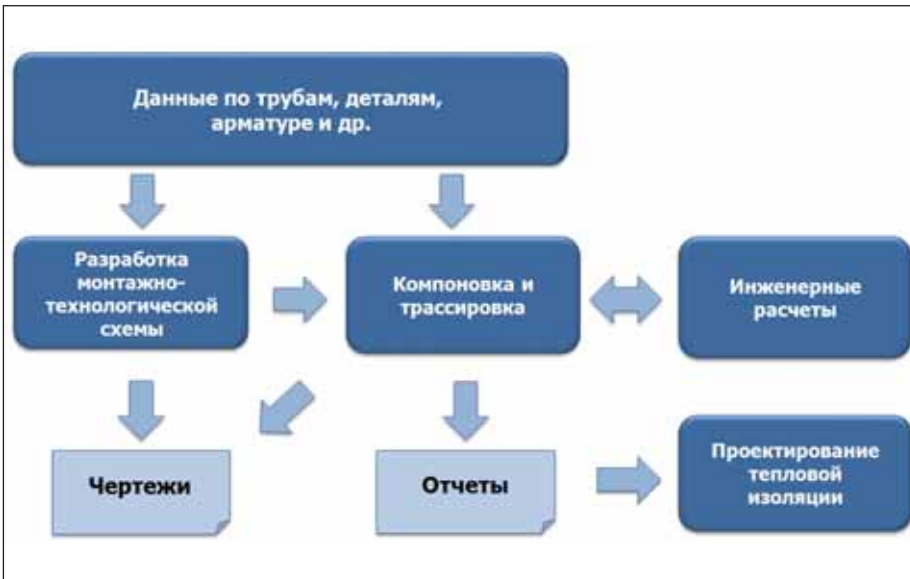 Данные по трубам, деталям,
арматуре и др.
Разработка
монтажно-
технологической
схемы
Компоновка и
трассировка
Инженерные
расчеты
Чертежи
Отчеты
Проектирование
тепловой
изоляции